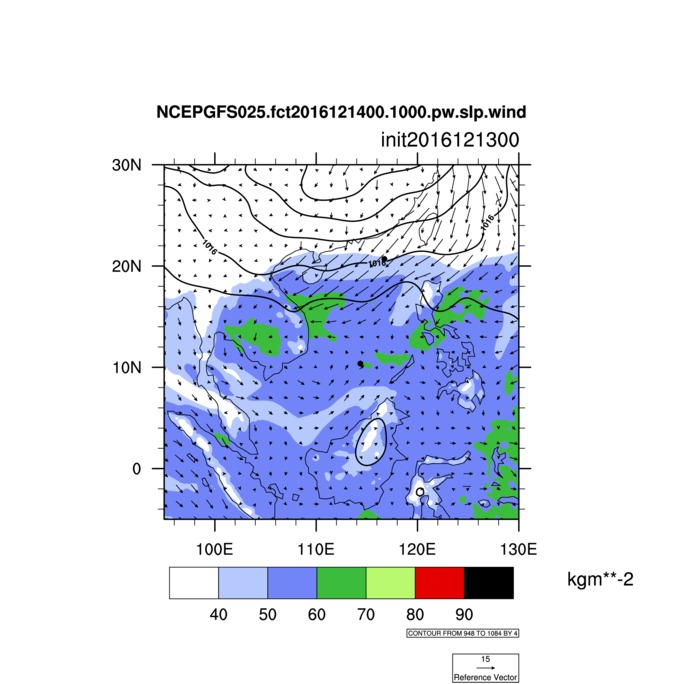 NCEPGFS025.fct2016121400.1000.pw.slp.wind
init2016121300
30N
20N
10N
0
1016
1016
1016
100E 110E 120E 130E
kgm**-2
40 50 60 70 80 90
CONTOUR FROM 948 TO 1084 BY 4
15
Reference Vector